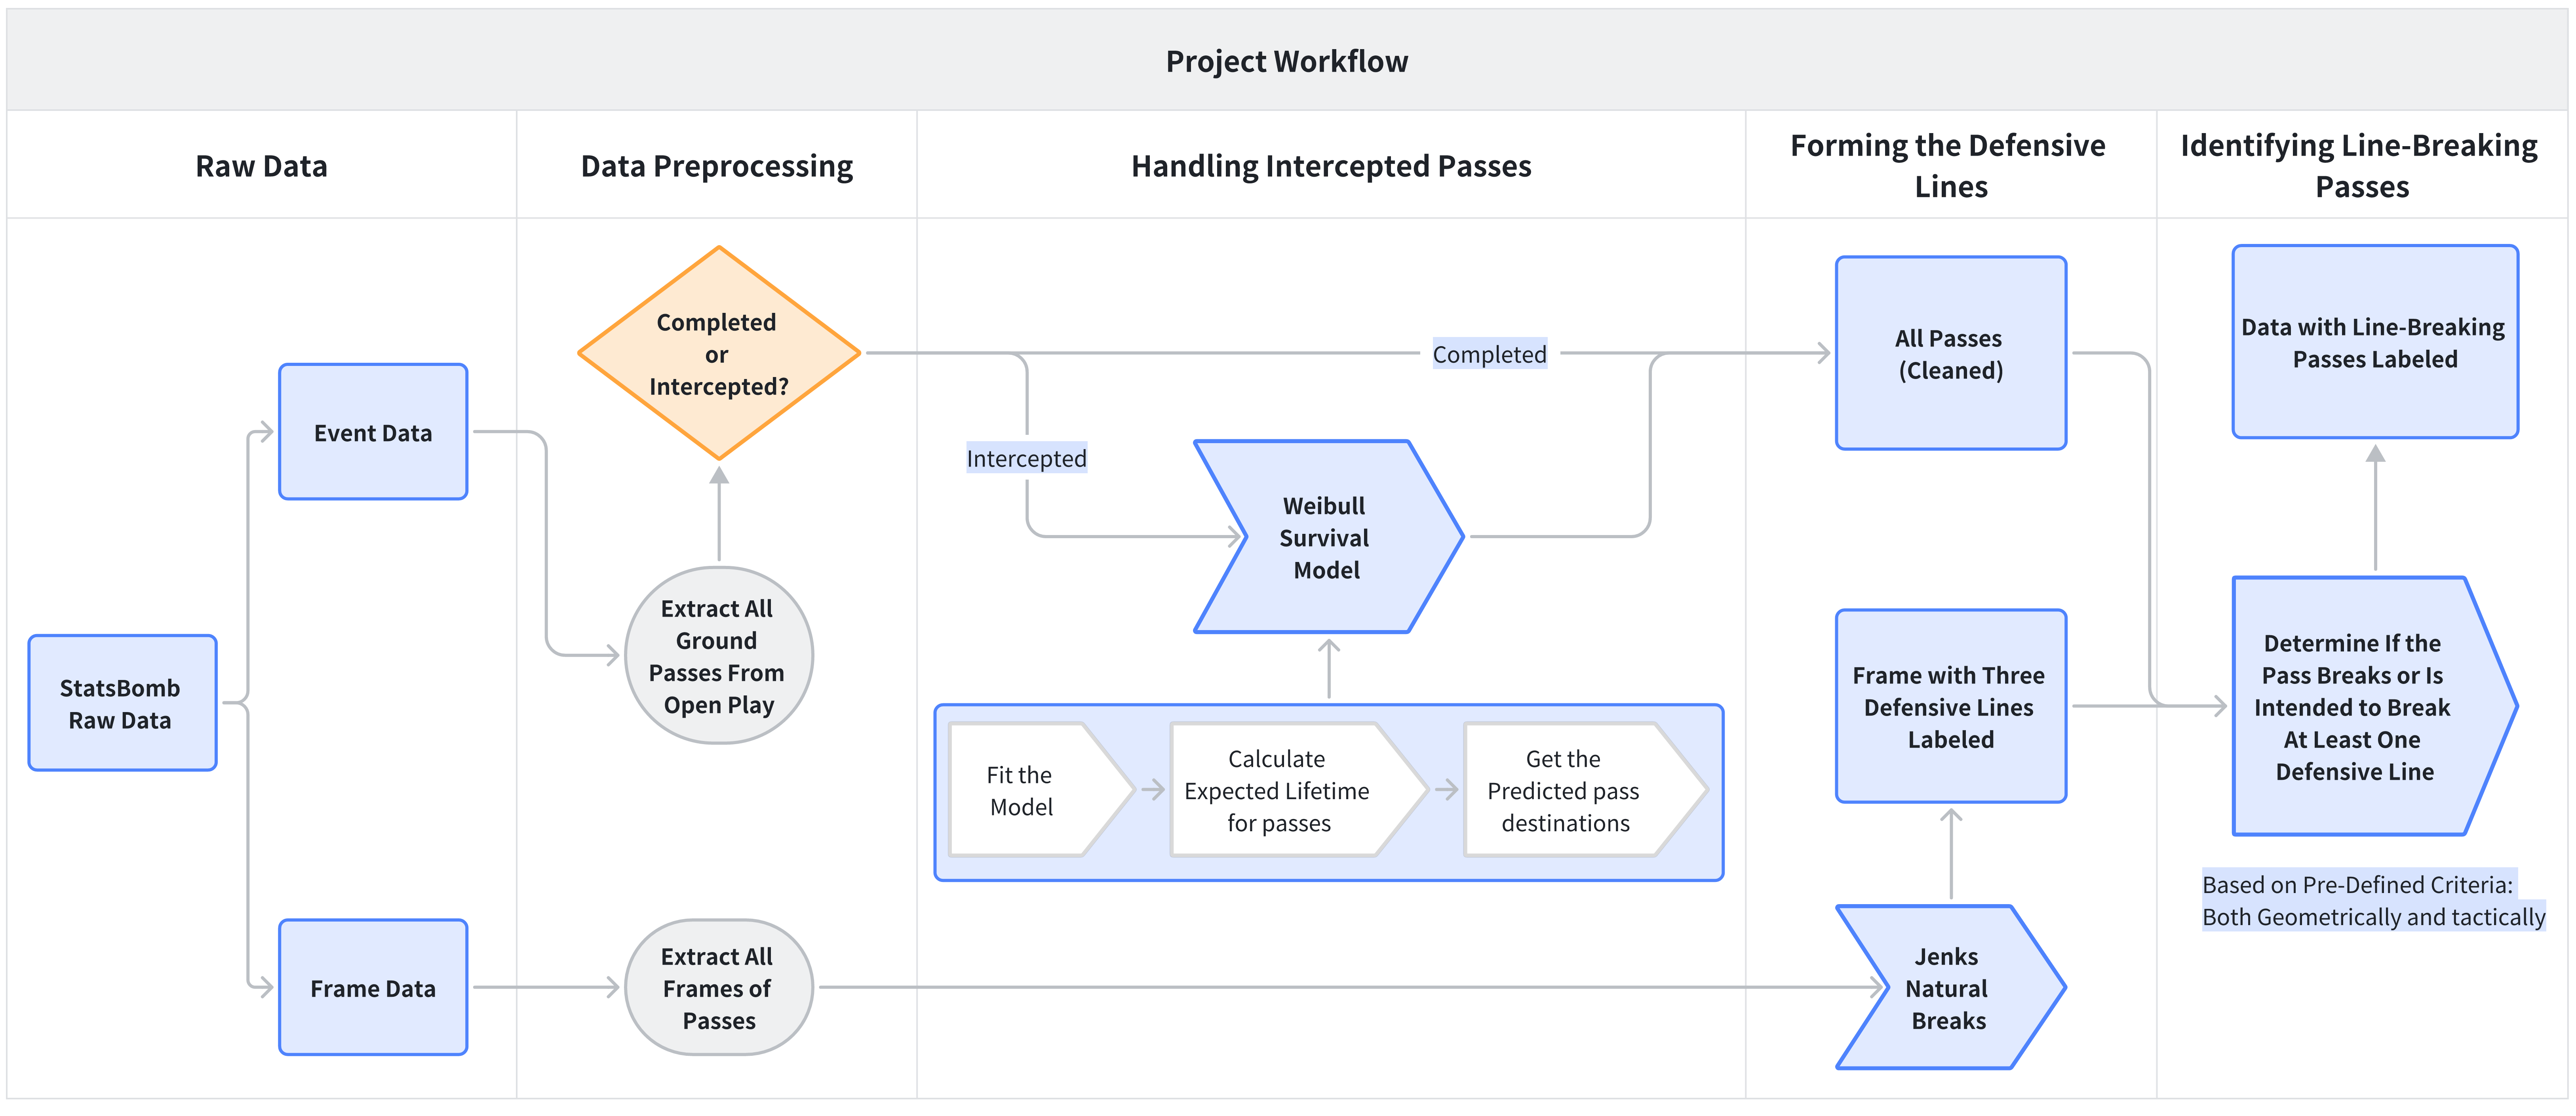 Project Workflow
Raw Data
Data Preprocessing
Handling Intercepted Passes
Forming the Defensive
Lines
Identifying Line-Breaking
Passes
StatsBomb
Raw Data
Event Data
Frame Data
Completed
or
Intercepted?
Extract All
Ground
Passes From
Open Play
Extract All
Frames of
Passes
Completed
Intercepted
Weibull
Survival
Model
Fit the
Model
Calculate
Expected Lifetime
for passes
Get the
Predicted pass
destinations
All Passes
(Cleaned)
Frame with Three
Defensive Lines
Labeled
Jenks
Natural
Breaks
Data with Line-Breaking
Passes Labeled
Determine If the
Pass Breaks or Is
Intended to Break
At Least One
Defensive Line
Based on Pre-Defined Criteria:
Both Geometrically and tactically